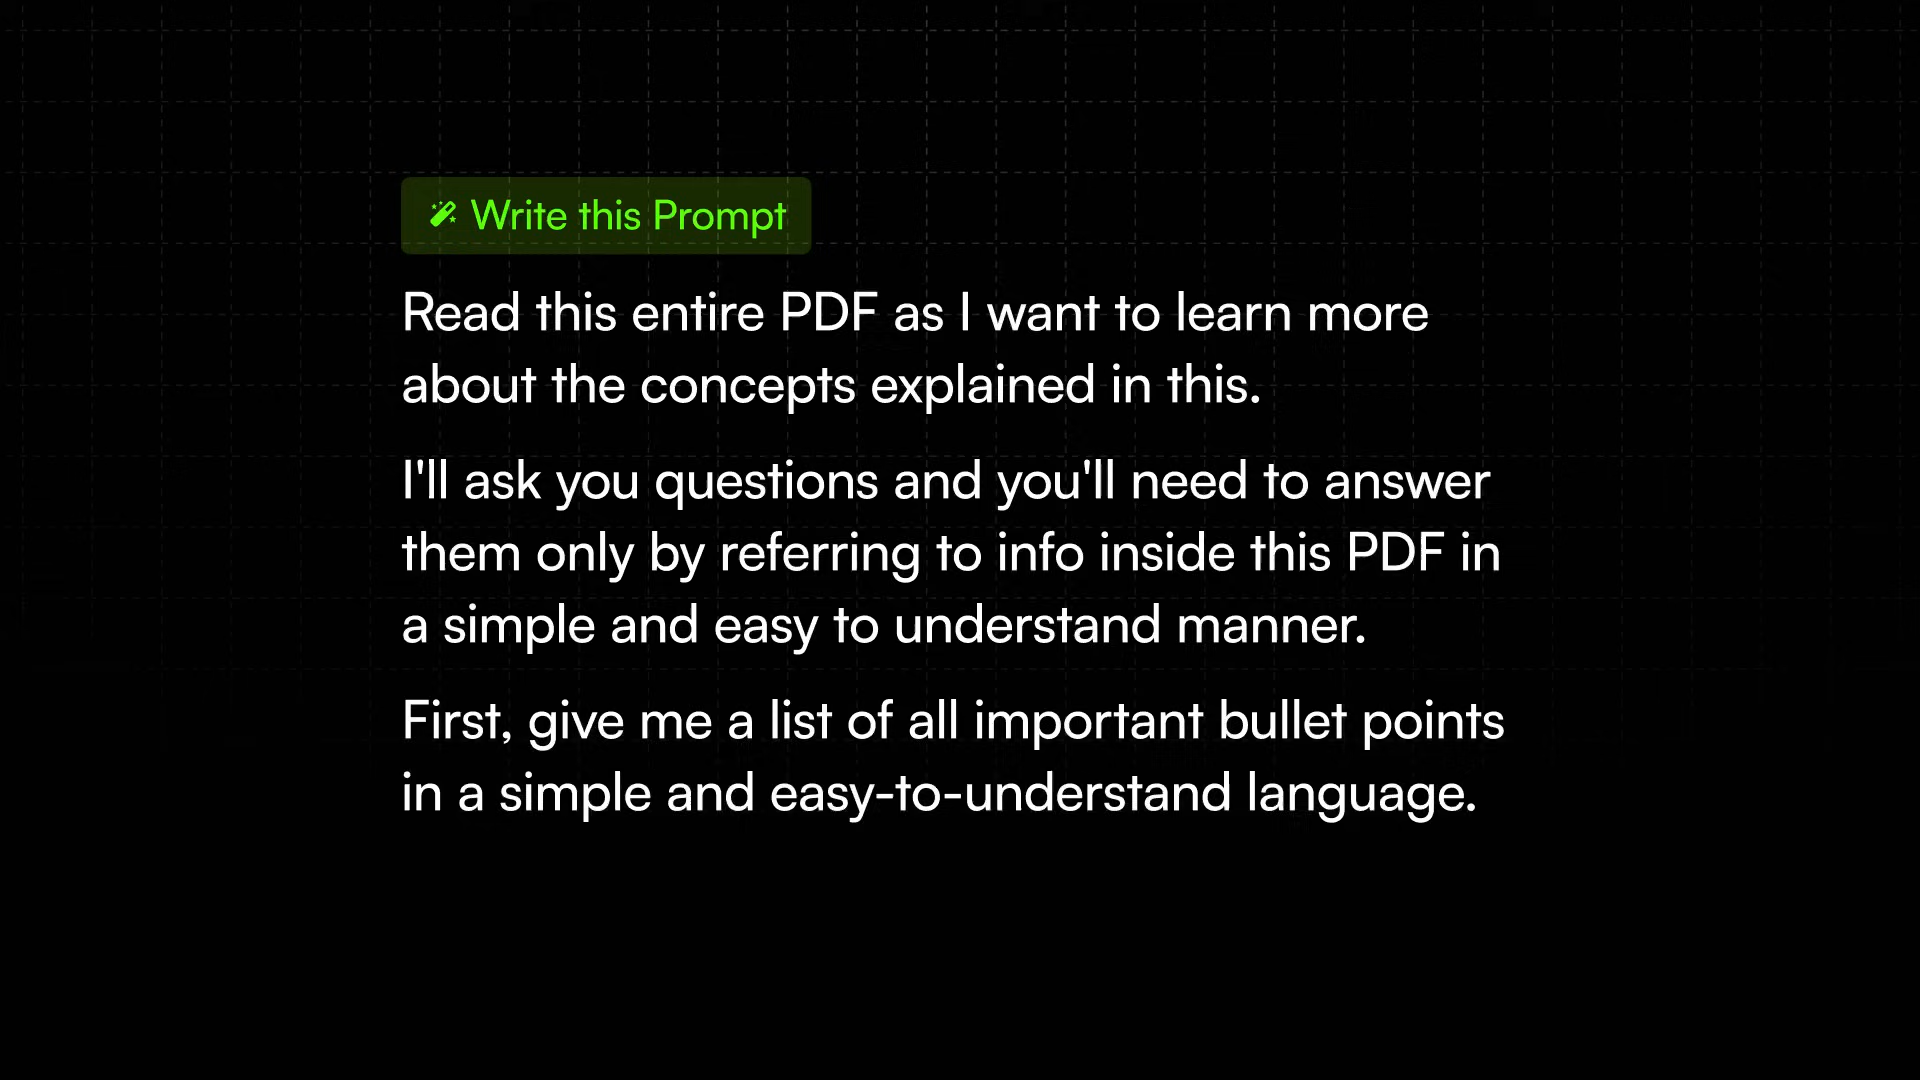 Write this Prompt
Read this entire PDF as I want to learn more
about the concepts explained in this.
I'll ask you questions and you'll need to answer
them only by referring to info inside this PDF in
a simple and easy to understand manner.
First, give me a list of all important bullet points
in a simple and easy-to-understand language.